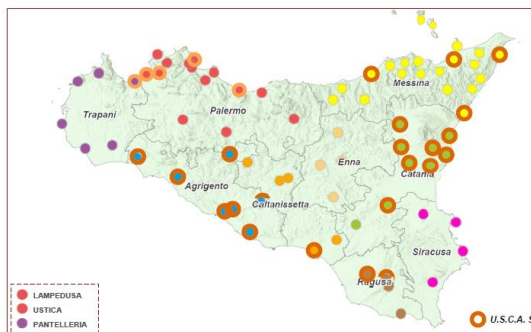 Messina
Trapani
Palermo
Enna
Catania
Agrigento
Caltanissetta
Siracusa
Ragusa
LAMPEDUSA
USTICA
PANTELLERIA
U.S.C.A. S